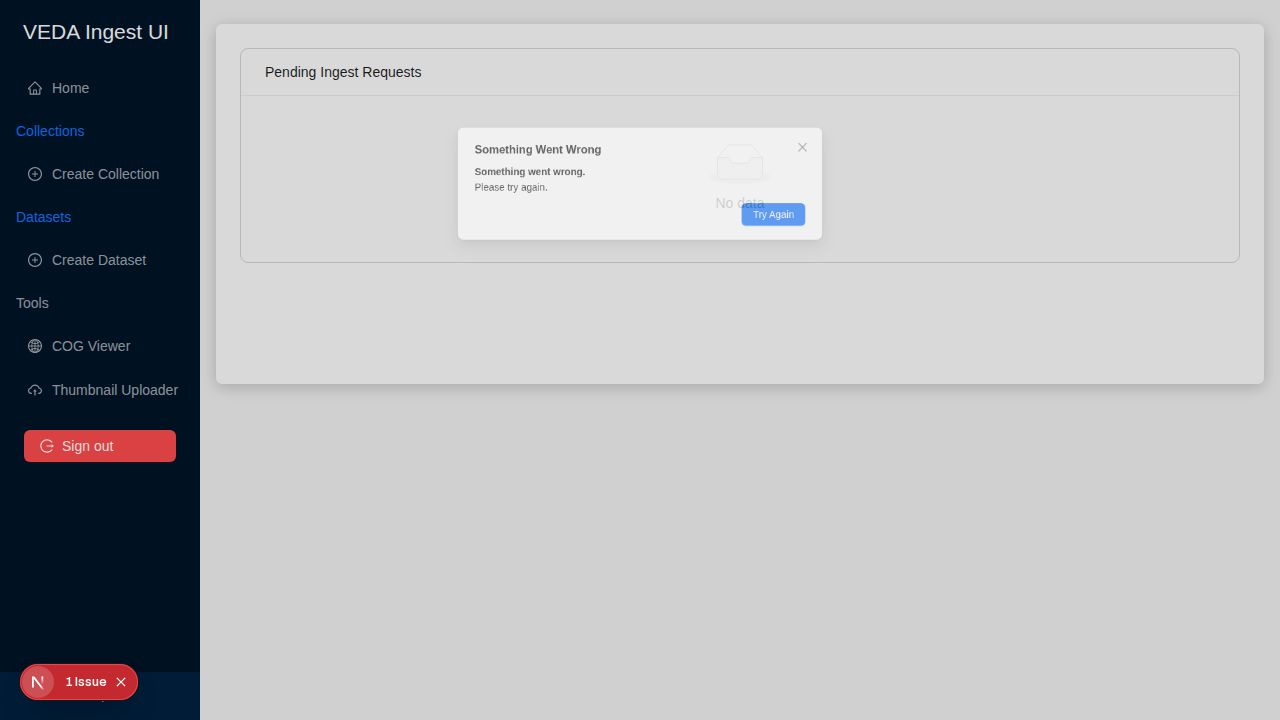 VEDA Ingest UI
Home
Collections
Create Collection
Datasets
Create Dataset
Tools
COG Viewer
Thumbnail Uploader
Sign out
1 Issue
Pending Ingest Requests
Something Went Wrong
Something went wrong.
Please try again.
No data
Try Again